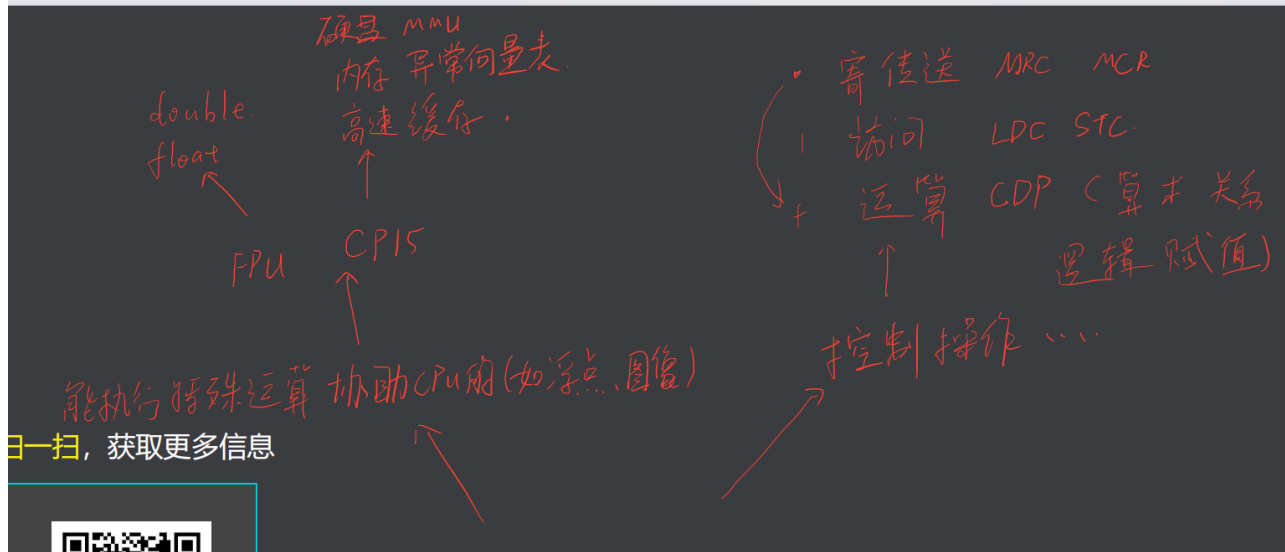 硬盘 MMU
内存 异常向量表.
高速缓存.
double.
float
FPU
CP15
能执行特殊运算 协助CPU的(如浮点、图像)
寄传送 MRC MCR
访问 LDC STC.
运算 CDP (算术 关系
逻辑 赋值)
控制操作 ....
扫一扫，获取更多信息